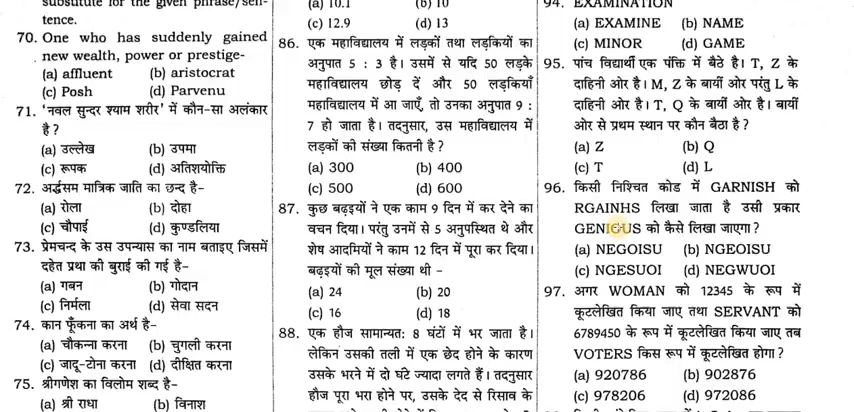 substitute for the given phrase/sen-
tence.
70. One who has suddenly gained
new wealth, power or prestige-
(a) affluent (b) aristocrat
(c) Posh (d) Parvenu
71. 'नवल सुन्दर श्याम शरीर' में कौन-सा अलंकार
है?
(a) उल्लेख (b) उपमा
(c) रूपक (d) अतिशयोक्ति
72. अर्द्धसम मात्रिक जाति का छन्द है-
(a) रोला (b) दोहा
(c) चौपाई (d) कुण्डलिया
73. प्रेमचन्द के उस उपन्यास का नाम बताइए जिसमें
दहेत प्रथा की बुराई की गई है-
(a) गबन (b) गोदान
(c) निर्मला (d) सेवा सदन
74. कान फूँकना का अर्थ है-
(a) चौकन्ना करना (b) चुगली करना
(c) जादू-टोना करना (d) दीक्षित करना
75. श्रीगणेश का विलोम शब्द है-
(a) श्री राधा (b) विनाश
(a) 10.1 (b) 10
(c) 12.9 (d) 13
86. एक महाविद्यालय में लड़कों तथा लड़कियों का
अनुपात 5 : 3 है। उसमें से यदि 50 लड़के
महाविद्यालय छोड़ दें और 50 लड़कियाँ
महाविद्यालय में आ जाएँ, तो उनका अनुपात 9 :
7 हो जाता है। तदनुसार, उस महाविद्यालय में
लड़कों की संख्या कितनी है?
(a) 300 (b) 400
(c) 500 (d) 600
87. कुछ बढ़इयों ने एक काम 9 दिन में कर देने का
वचन दिया। परंतु उनमें से 5 अनुपस्थित थे और
शेष आदमियों ने काम 12 दिन में पूरा कर दिया।
बढ़इयों की मूल संख्या थी -
(a) 24 (b) 20
(c) 16 (d) 18
88. एक हौज सामान्यतः 8 घंटों में भर जाता है।
लेकिन उसकी तली में एक छेद होने के कारण
उसके भरने में दो घंटे ज्यादा लगते हैं। तदनुसार
हौज पूरा भरा होने पर, उसके देद से रिसाव के
94. EXAMINATION
(a) EXAMINE (b) NAME
(c) MINOR (d) GAME
95. पांच विद्यार्थी एक पंक्ति में बैठे है। T, Z के
दाहिनी ओर है। M, Z के बायीं ओर परंतु L के
दाहिनी ओर है। T, Q के बायीं ओर है। बायीं
ओर से प्रथम स्थान पर कौन बैठा है?
(a) Z (b) Q
(c) T (d) L
96. किसी निश्चित कोड में GARNISH को
RGAINHS लिखा जाता है उसी प्रकार
GENIGUS को कैसे लिखा जाएगा?
(a) NEGOISU (b) NGEOISU
(c) NGESUOI (d) NEGWUOI
97. अगर WOMAN को 12345 के रूप में
कूटलेखित किया जाए तथा SERVANT को
6789450 के रूप में कूटलेखित किया जाए तब
VOTERS किस रूप में कूटलेखित होगा?
(a) 920786 (b) 902876
(c) 978206 (d) 972086